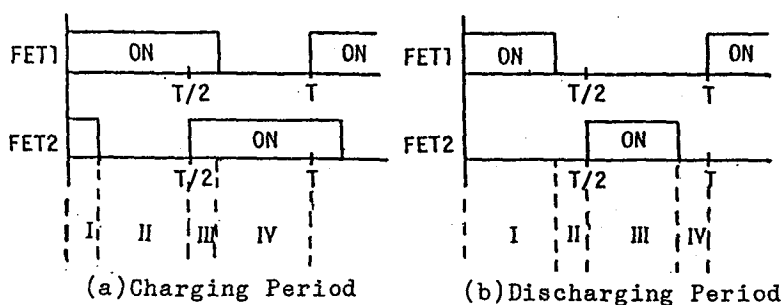 FET1 ON ON
T/2 T
FET2 ON
T/2 T
I II III IV
(a)Charging Period
FET1 ON ON
T/2 T
FET2 ON
T/2 T
I II III IV
(b)Discharging Period